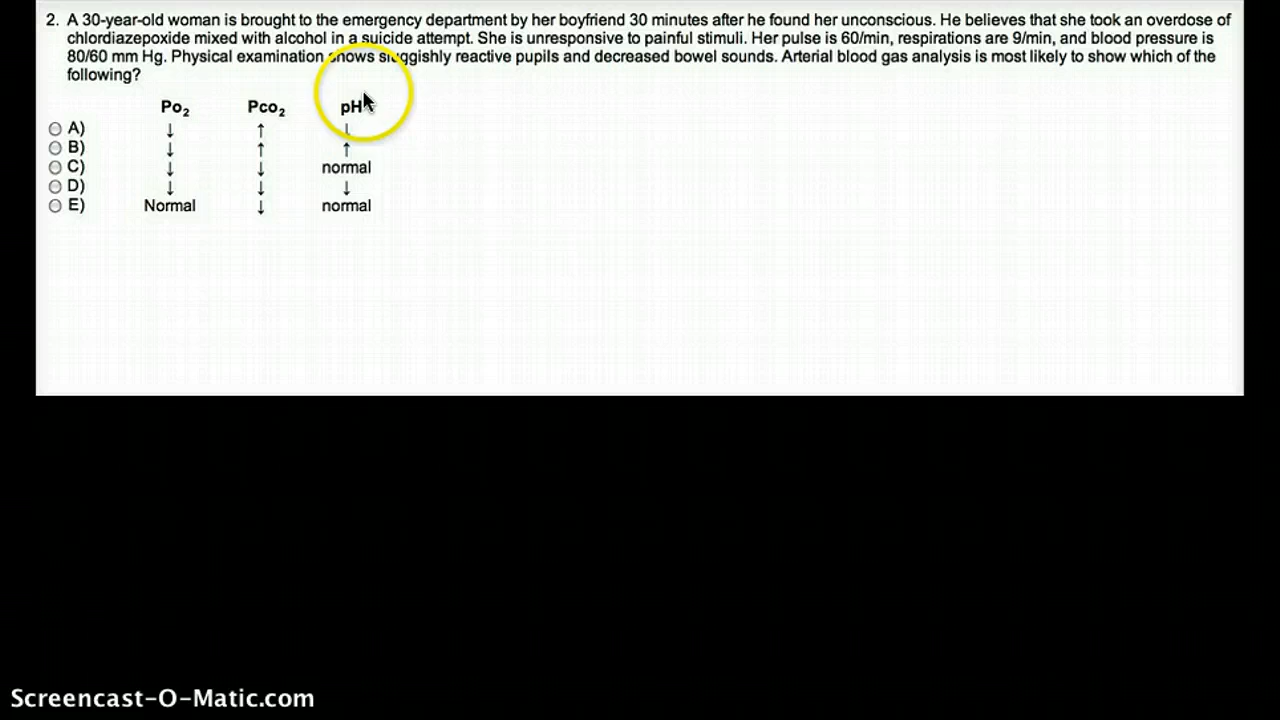 2. A 30-year-old woman is brought to the emergency department by her boyfriend 30 minutes after he found her unconscious. He believes that she took an overdose of
chlordiazepoxide mixed with alcohol in a suicide attempt. She is unresponsive to painful stimuli. Her pulse is 60/min, respirations are 9/min, and blood pressure is
80/60 mm Hg. Physical examination shows sluggishly reactive pupils and decreased bowel sounds. Arterial blood gas analysis is most likely to show which of the
following?
Po₂ Pco₂ pH
A) ↓ ↑ ↓
B) ↓ ↑ ↑
C) ↓ ↓ normal
D) ↓ ↓ ↓
E) Normal ↓ normal
Screencast-O-Matic.com